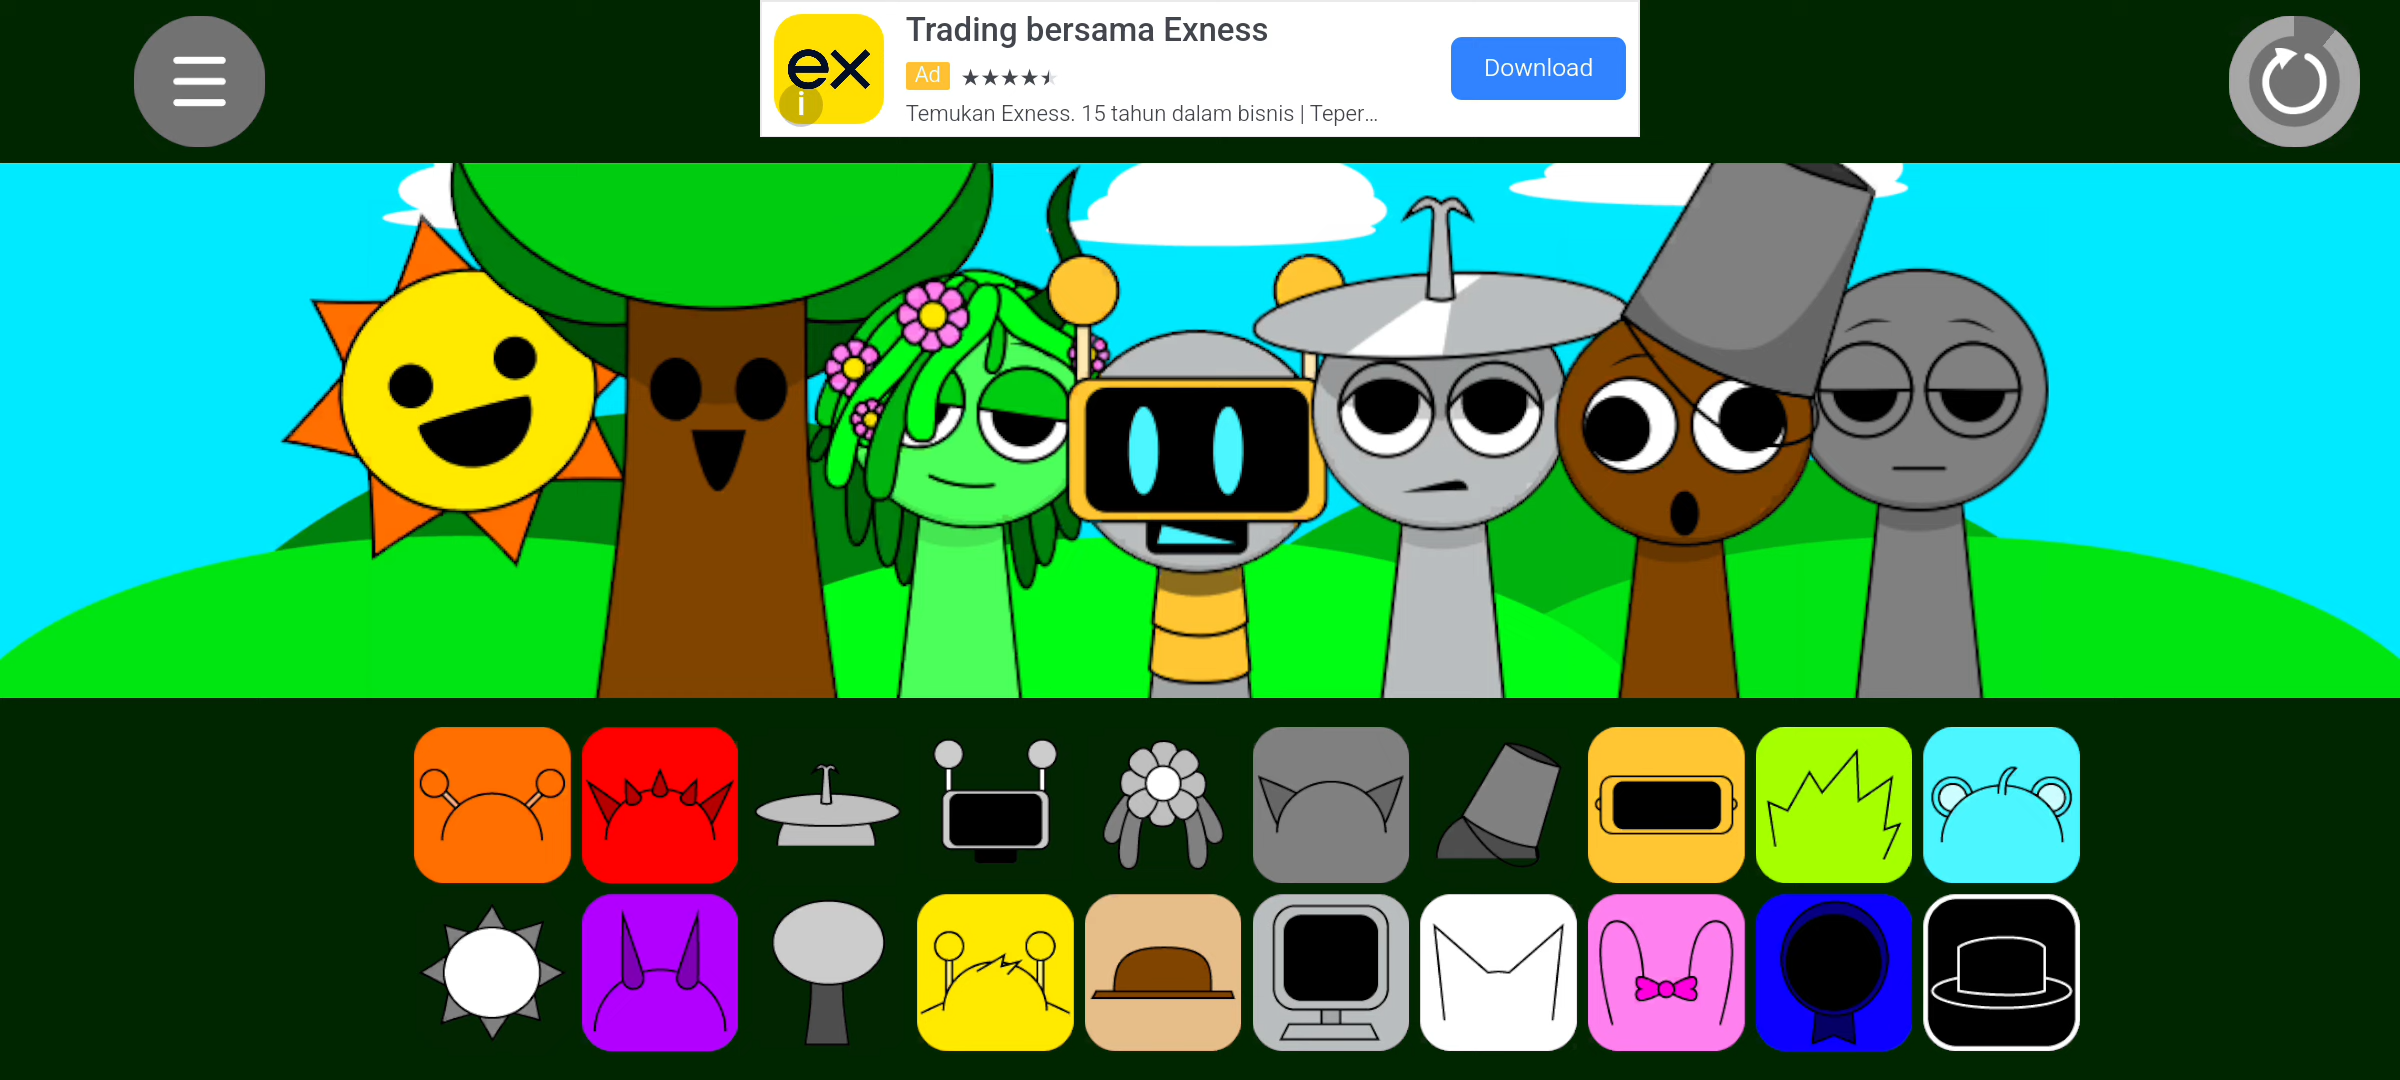 Trading bersama Exness
ex
Ad
i
Download
Temukan Exness. 15 tahun dalam bisnis | Teper...